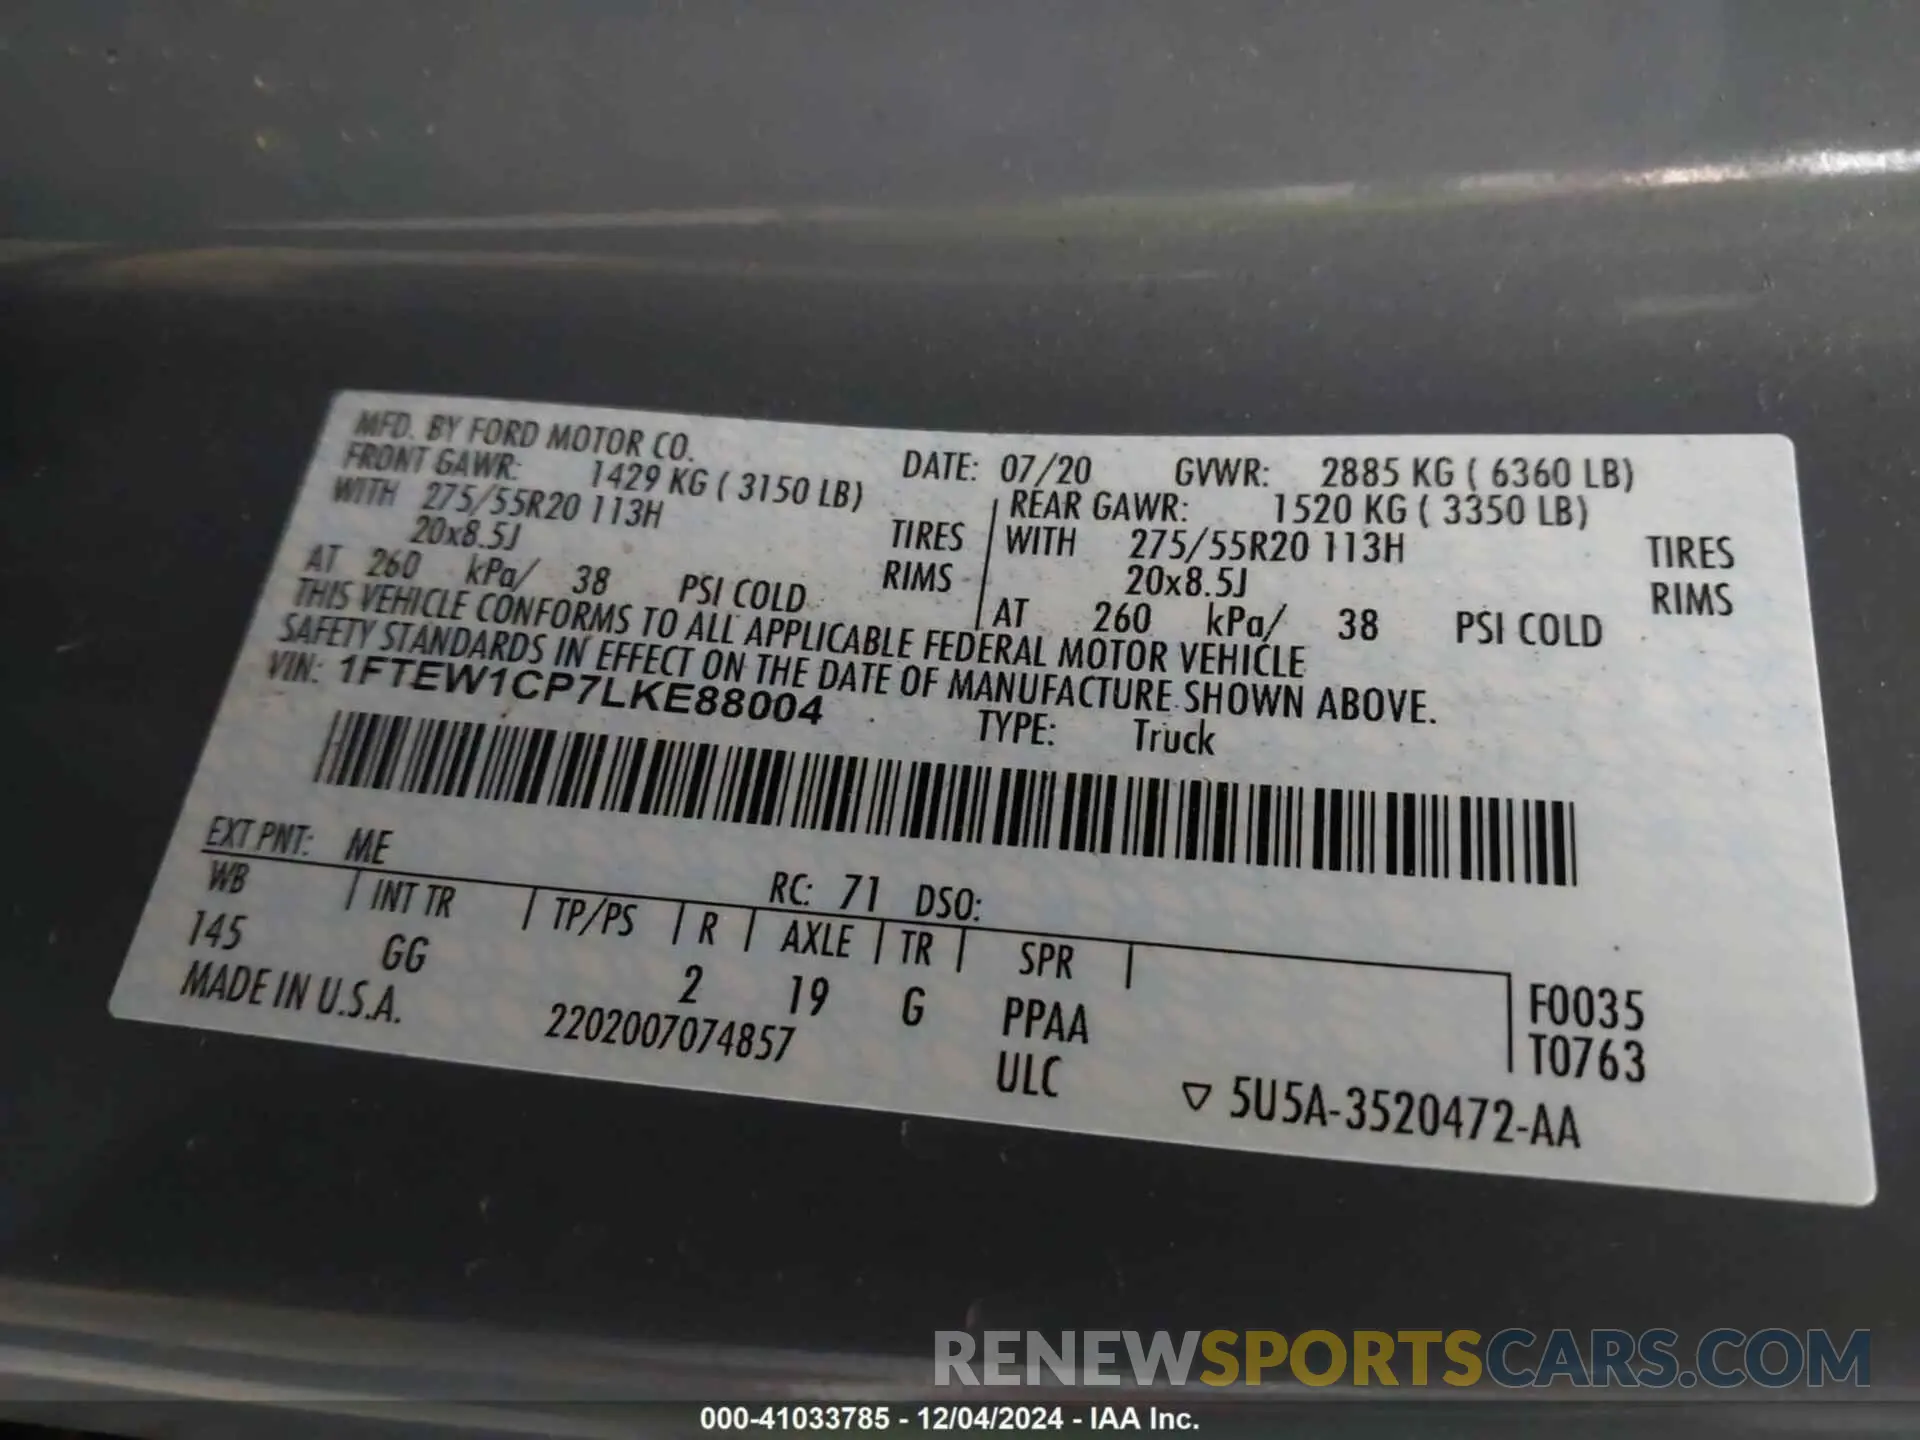 MFD. BY FORD MOTOR CO.
DATE: 07/20 GVWR: 2885 KG ( 6360 LB)
FRONT GAWR: 1429 KG ( 3150 LB)
WITH 275/55R20 113H TIRES
20x8.5J RIMS
AT 260 kPa/ 38 PSI COLD
REAR GAWR: 1520 KG ( 3350 LB)
WITH 275/55R20 113H TIRES
20x8.5J RIMS
AT 260 kPa/ 38 PSI COLD
THIS VEHICLE CONFORMS TO ALL APPLICABLE FEDERAL MOTOR VEHICLE
SAFETY STANDARDS IN EFFECT ON THE DATE OF MANUFACTURE SHOWN ABOVE.
VIN: 1FTEW1CP7LKE88004 TYPE: Truck
EXT PNT: ME RC: 71 DSO:
WB INT TR TP/PS R AXLE TR SPR
145 GG 2 19 G PPAA F0035
MADE IN U.S.A. 2202007074857 ULC T0763
▽ 5U5A-3520472-AA
RENEWSPORTSCARS.COM
000-41033785 - 12/04/2024 - IAA Inc.